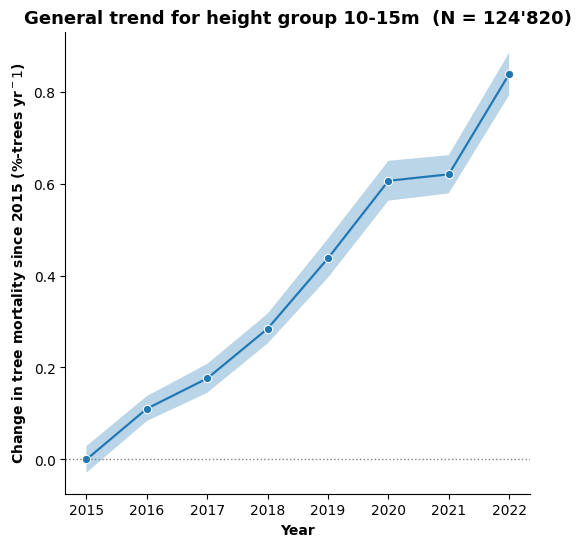 General trend for height group 10-15m  (N = 124'820)
Change in tree mortality since 2015 (%-trees yr⁻1)
0.8
0.6
0.4
0.2
0.0
2015 2016 2017 2018 2019 2020 2021 2022
Year